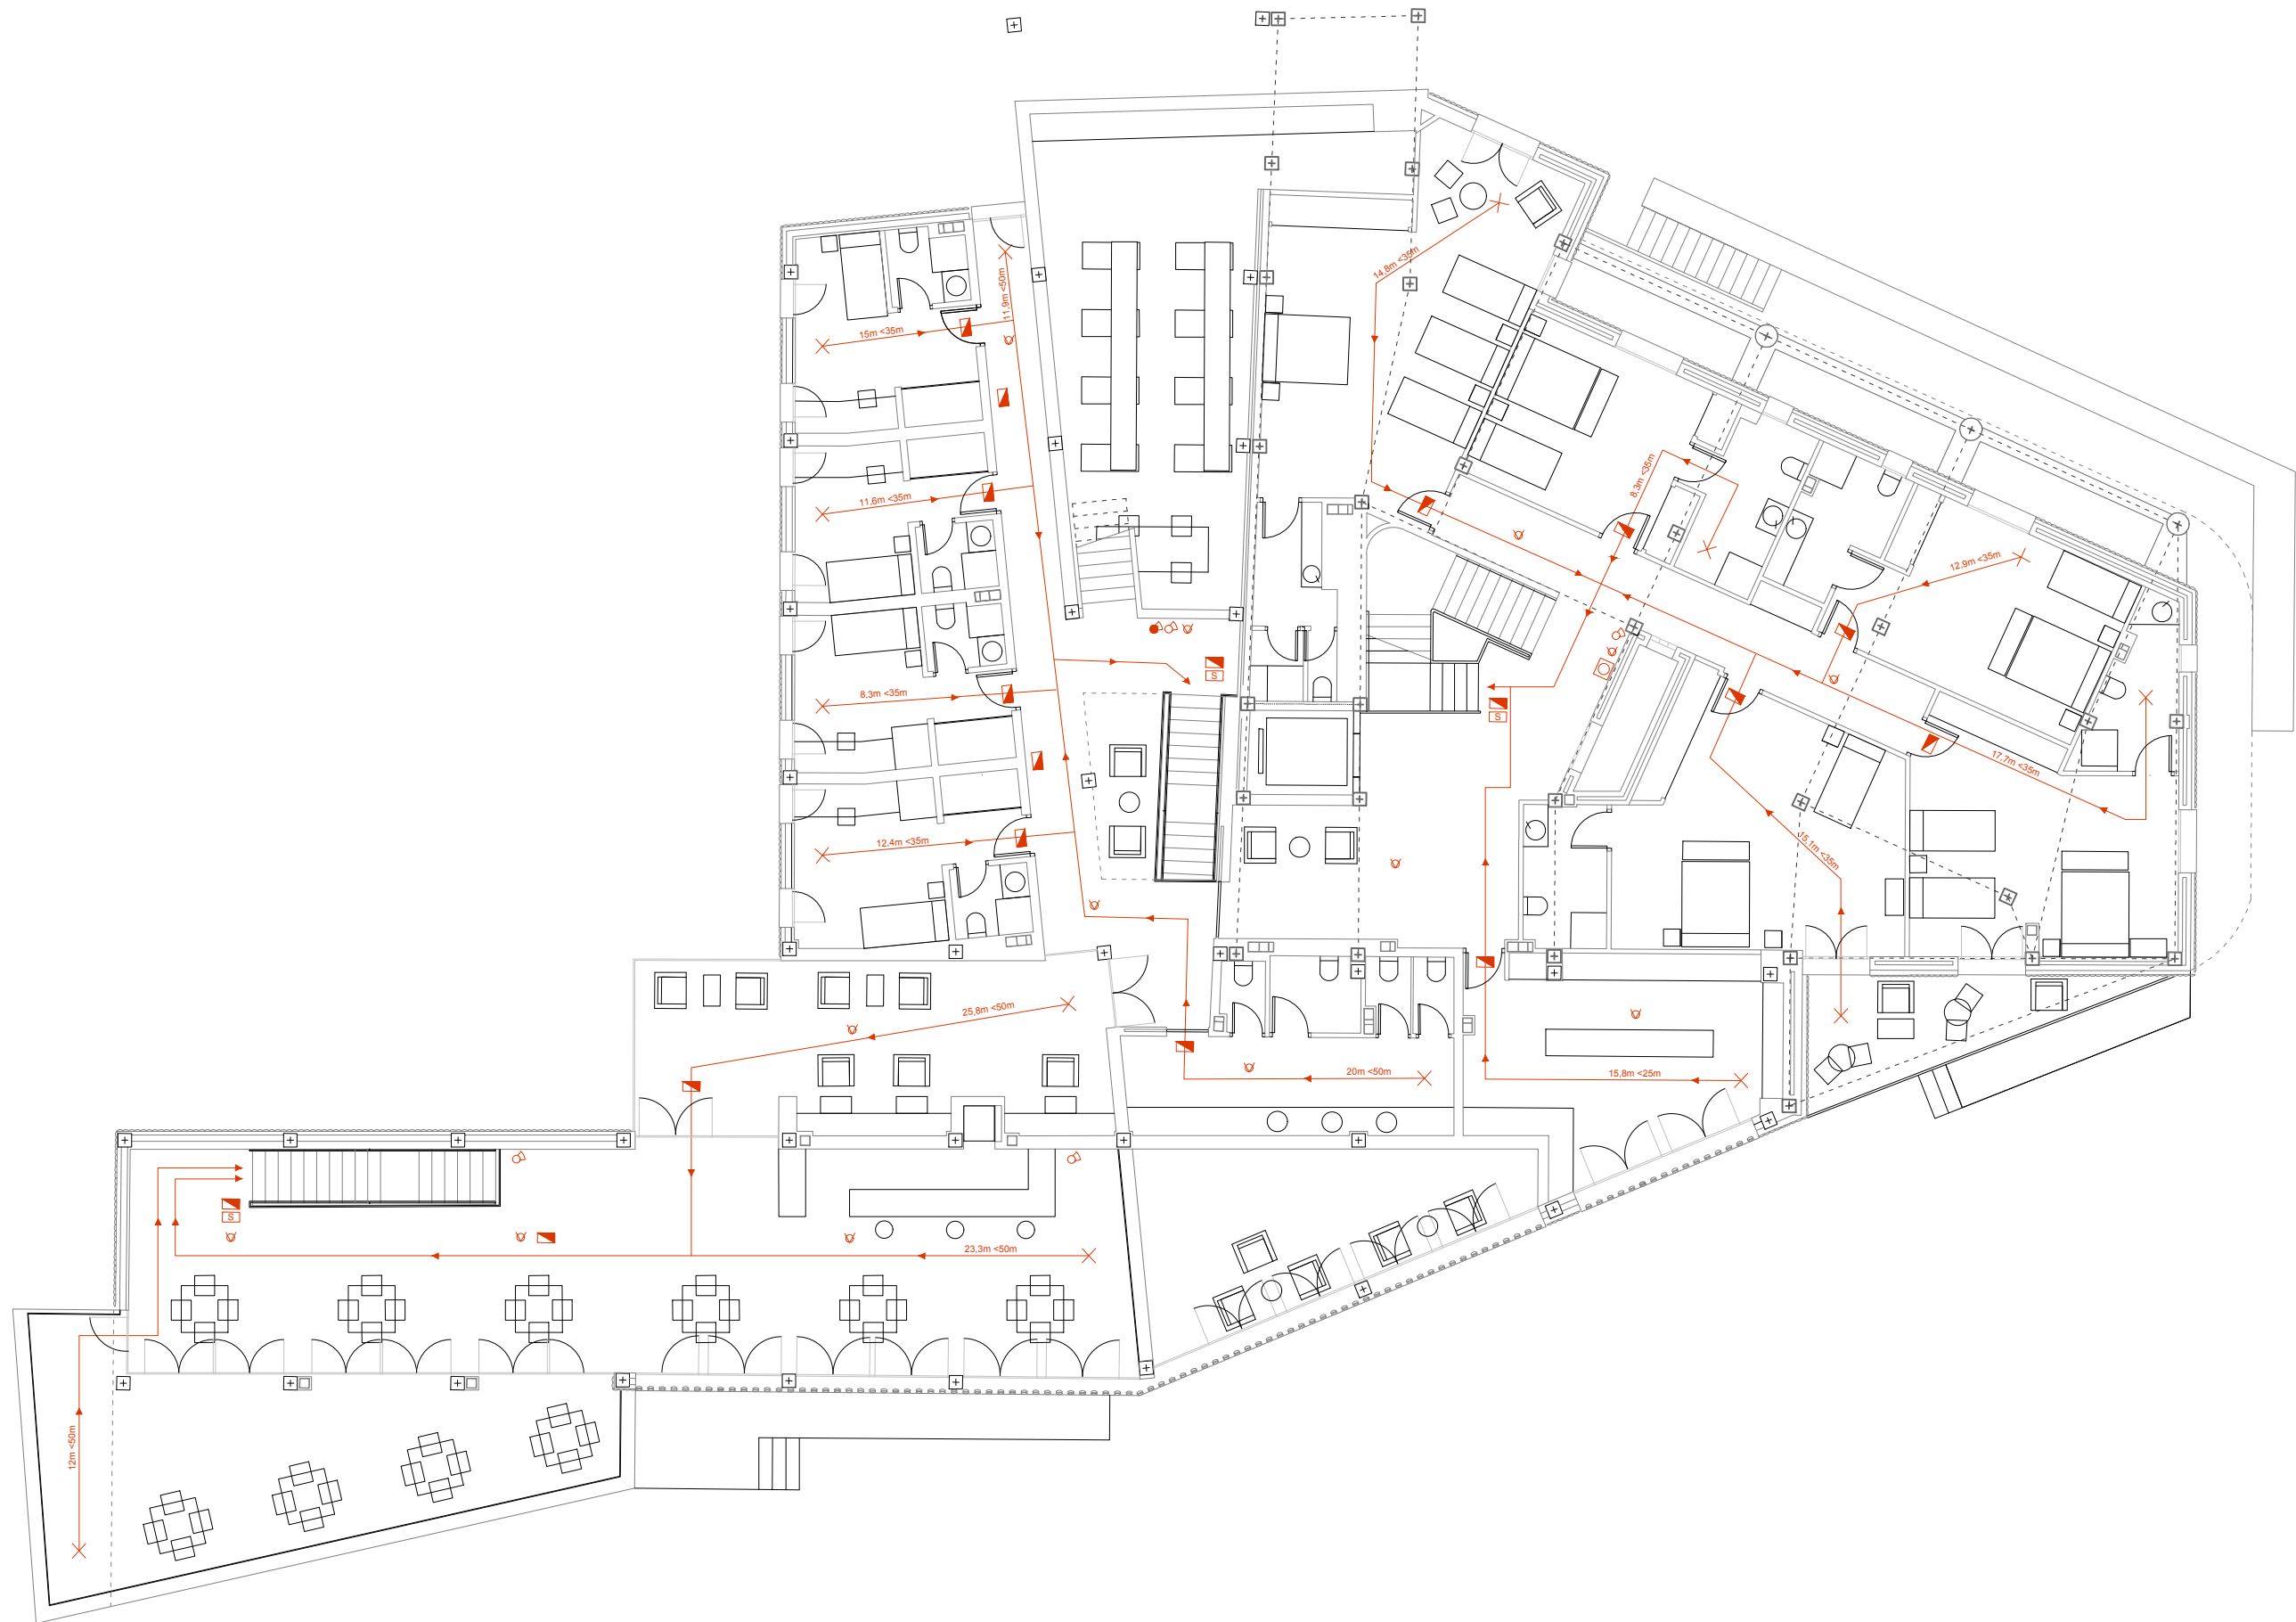 14,8m <35m
11,9m <50m
15m <35m
8,3m <35m
11,6m <35m
12.9m <35m
S
8,3m <35m
S
17,7m <35m
12.4m <35m
15,1m <35m
25,8m <50m
20m <50m
15,8m <25m
S
23,3m <50m
12m <50m